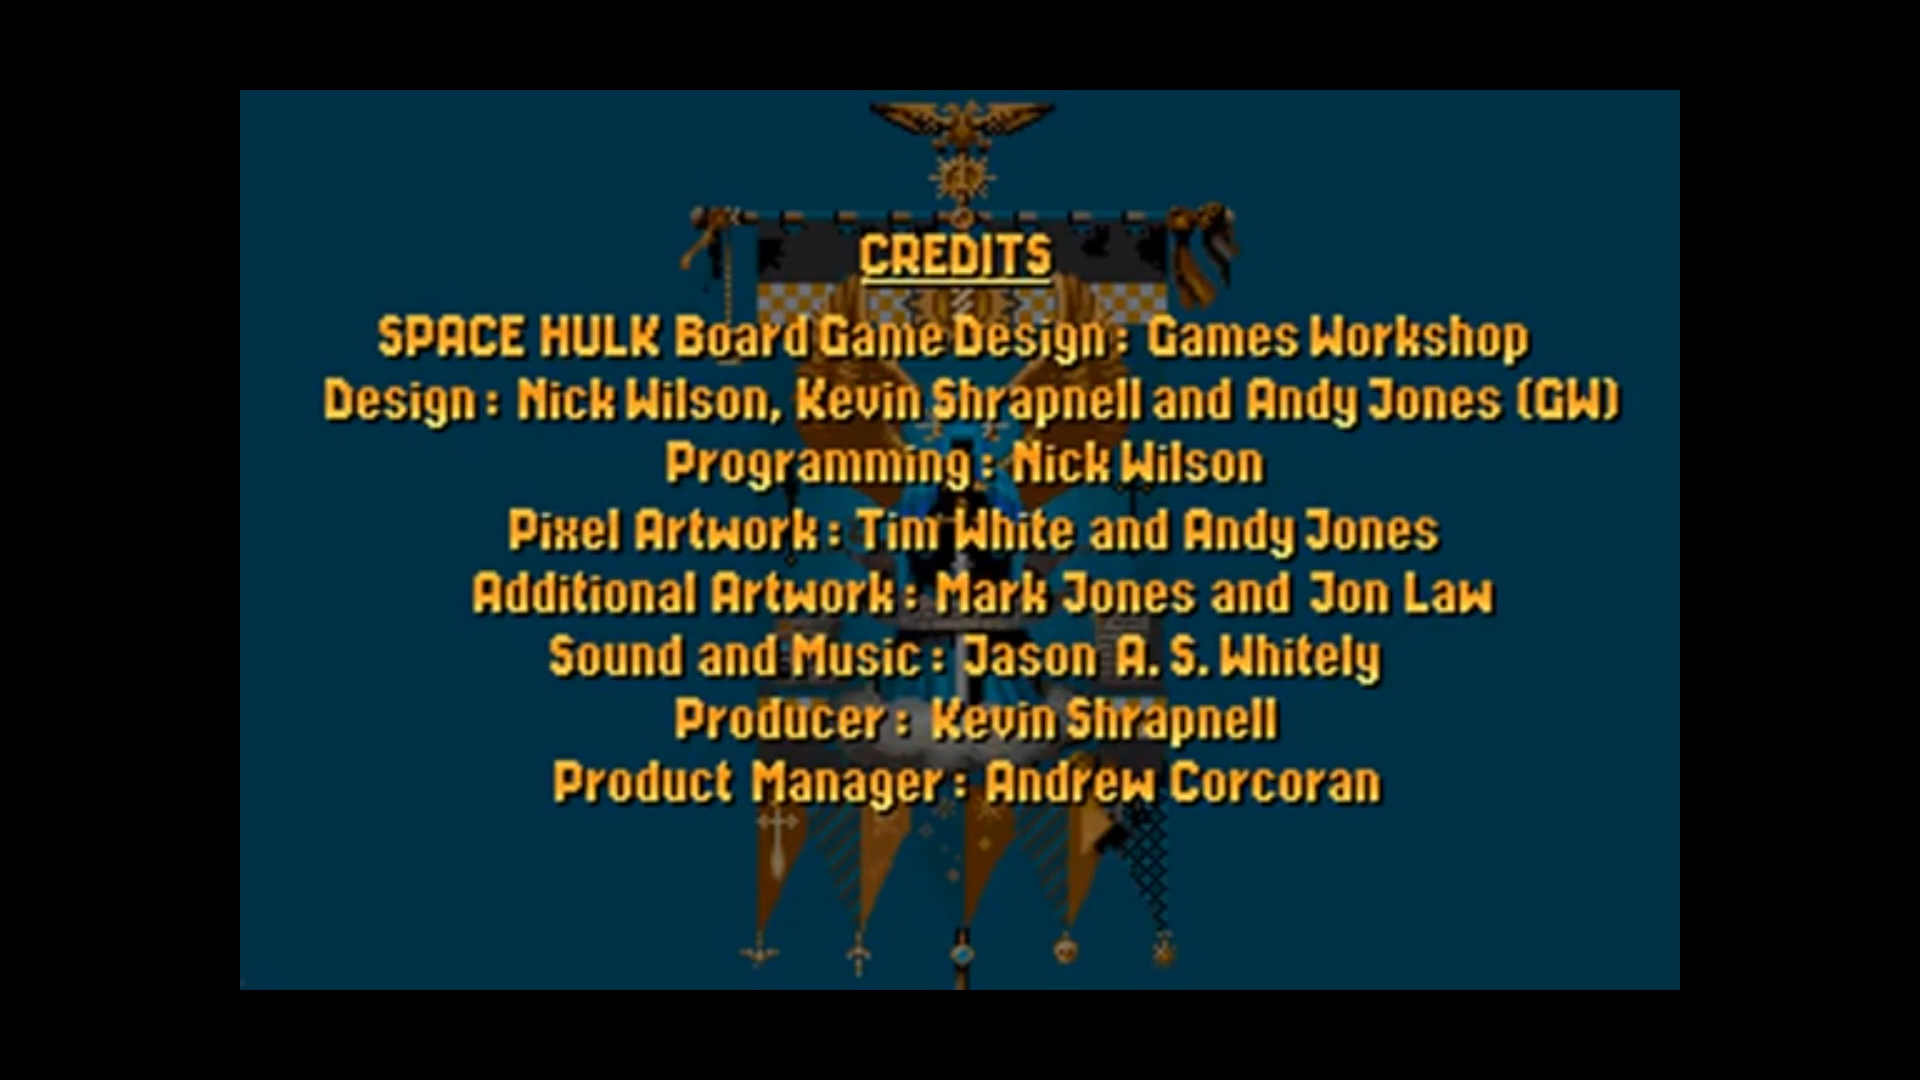 CREDITS
SPACE HULK Board Game Design : Games Workshop
Design : Nick Wilson, Kevin Shrapnell and Andy Jones (GW)
Programming : Nick Wilson
Pixel Artwork : Tim White and Andy Jones
Additional Artwork : Mark Jones and Jon Law
Sound and Music : Jason A. S. Whitely
Producer : Kevin Shrapnell
Product Manager : Andrew Corcoran